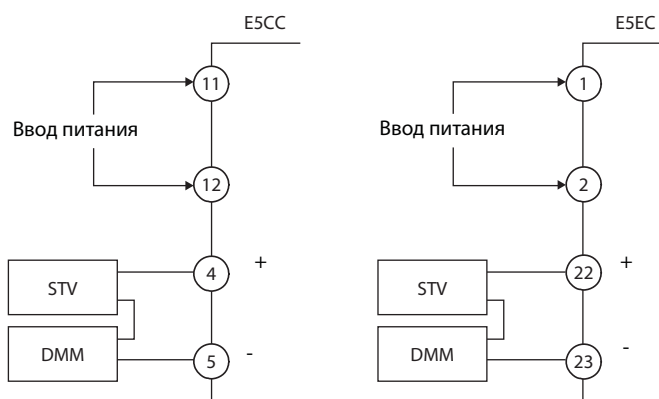 E5CC
11
Ввод питания
12
4
+
STV
DMM
5
-
E5EC
1
Ввод питания
2
22
+
STV
DMM
23
-